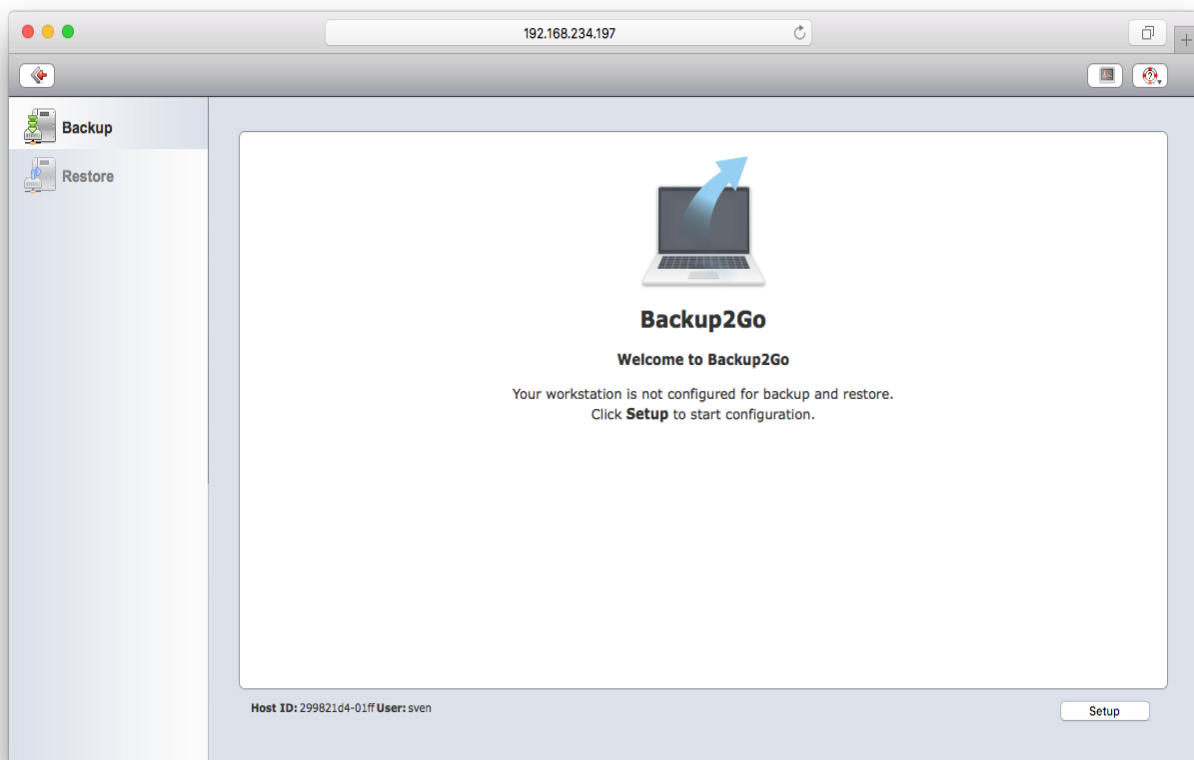 192.168.234.197
Backup
Restore
Backup2Go
Welcome to Backup2Go
Your workstation is not configured for backup and restore.
Click Setup to start configuration.
Host ID: 299821d4-01ff User: sven
Setup